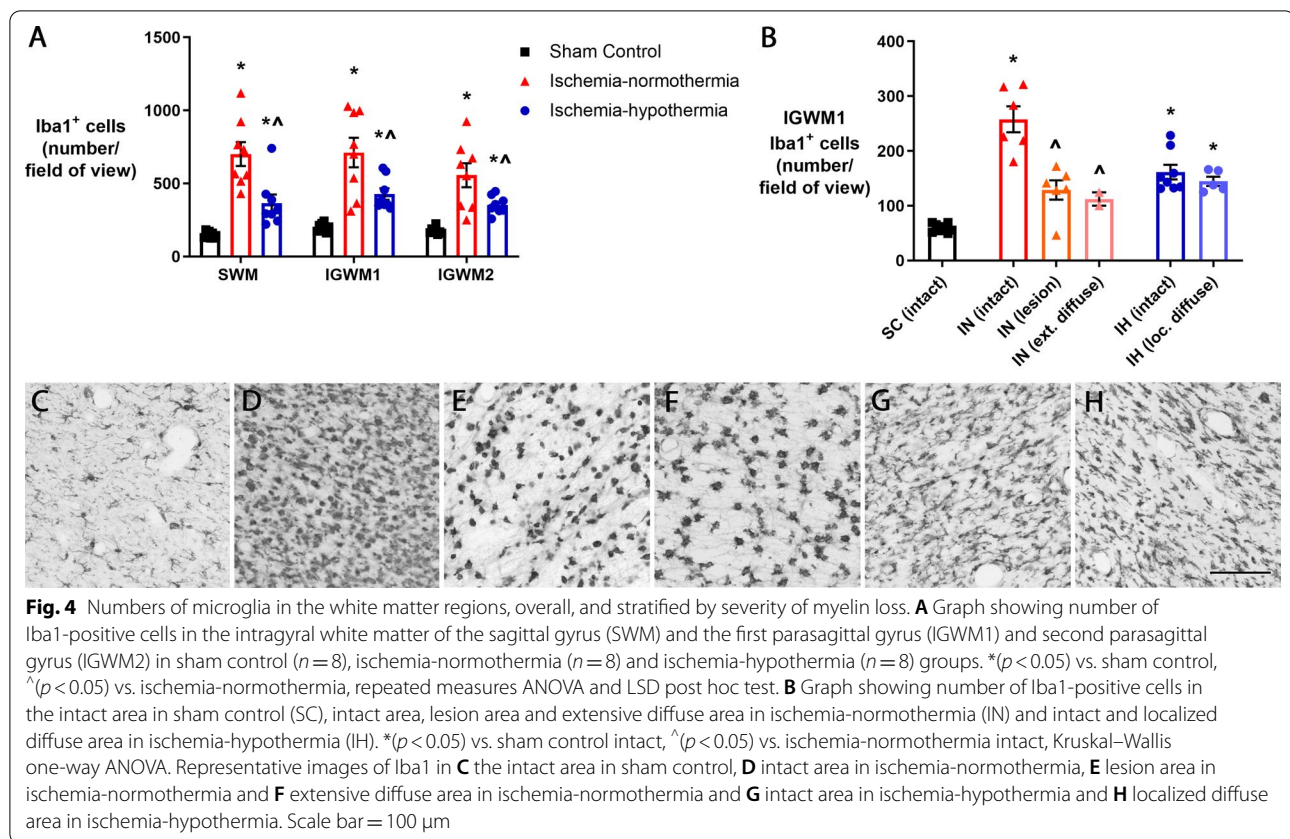 A
1500
1000
500
0
Iba1⁺ cells
(number/
field of view)
*
*^
*
*^
*
*^
SWM
IGWM1
IGWM2
Sham Control
Ischemia-normothermia
Ischemia-hypothermia
B
400
300
200
100
0
IGWM1
Iba1⁺ cells
(number/
field of view)
*
^
^
*
*
SC (intact)
IN (intact)
IN (lesion)
IN (ext. diffuse)
IH (intact)
IH (loc. diffuse)
C
D
E
F
G
H
Fig. 4 Numbers of microglia in the white matter regions, overall, and stratified by severity of myelin loss. A Graph showing number of
Iba1-positive cells in the intragyral white matter of the sagittal gyrus (SWM) and the first parasagittal gyrus (IGWM1) and second parasagittal
gyrus (IGWM2) in sham control (n = 8), ischemia-normothermia (n = 8) and ischemia-hypothermia (n = 8) groups. *(p < 0.05) vs. sham control,
^(p < 0.05) vs. ischemia-normothermia, repeated measures ANOVA and LSD post hoc test. B Graph showing number of Iba1-positive cells in
the intact area in sham control (SC), intact area, lesion area and extensive diffuse area in ischemia-normothermia (IN) and intact and localized
diffuse area in ischemia-hypothermia (IH). *(p < 0.05) vs. sham control intact, ^(p < 0.05) vs. ischemia-normothermia intact, Kruskal–Wallis
one-way ANOVA. Representative images of Iba1 in C the intact area in sham control, D intact area in ischemia-normothermia, E lesion area in
ischemia-normothermia and F extensive diffuse area in ischemia-normothermia and G intact area in ischemia-hypothermia and H localized diffuse
area in ischemia-hypothermia. Scale bar = 100 μm